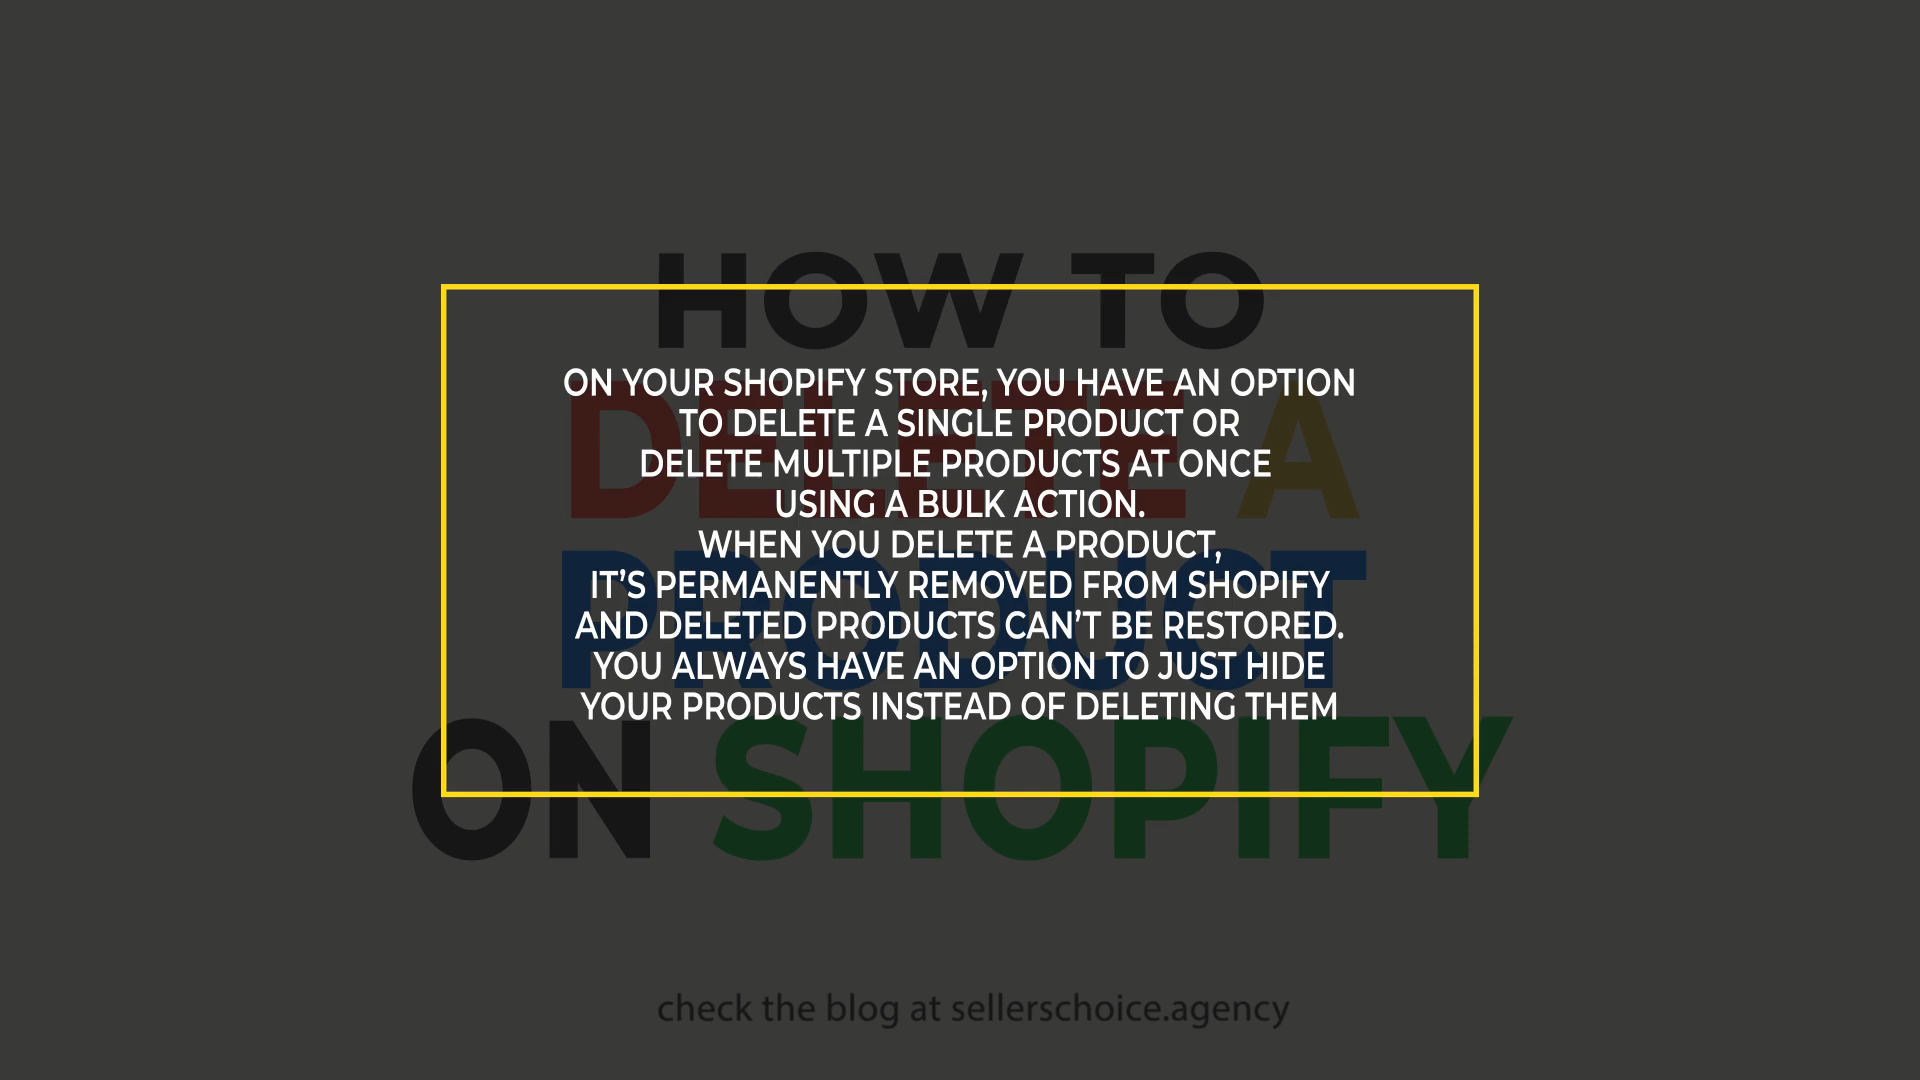 HOW TO
DELETE A
PRODUCT
ON SHOPIFY
ON YOUR SHOPIFY STORE, YOU HAVE AN OPTION
TO DELETE A SINGLE PRODUCT OR
DELETE MULTIPLE PRODUCTS AT ONCE
USING A BULK ACTION.
WHEN YOU DELETE A PRODUCT,
IT’S PERMANENTLY REMOVED FROM SHOPIFY
AND DELETED PRODUCTS CAN’T BE RESTORED.
YOU ALWAYS HAVE AN OPTION TO JUST HIDE
YOUR PRODUCTS INSTEAD OF DELETING THEM
check the blog at sellerschoice.agency